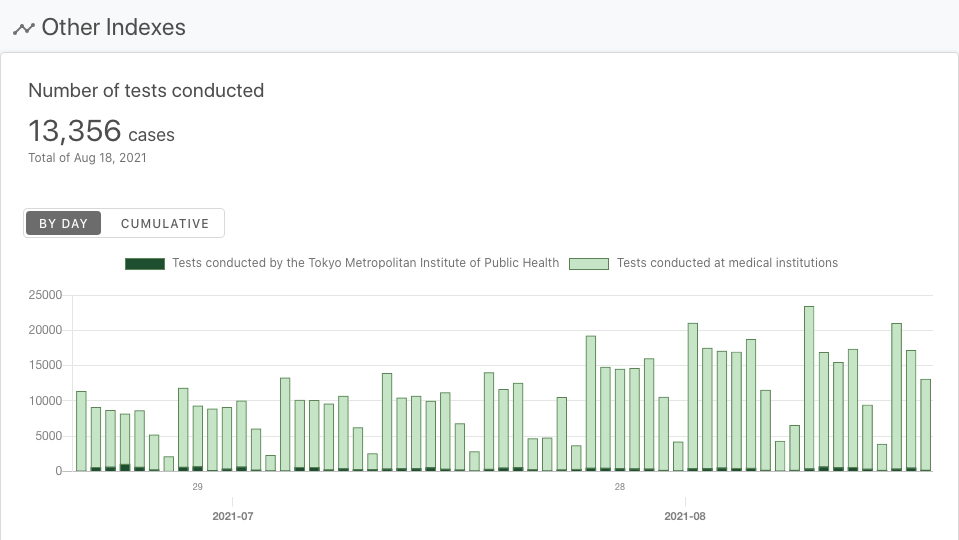 Other Indexes
Number of tests conducted
13,356 cases
Total of Aug 18, 2021
BY DAY CUMULATIVE
Tests conducted by the Tokyo Metropolitan Institute of Public Health Tests conducted at medical institutions
25000
20000
15000
10000
5000
0
29 28
2021-07 2021-08